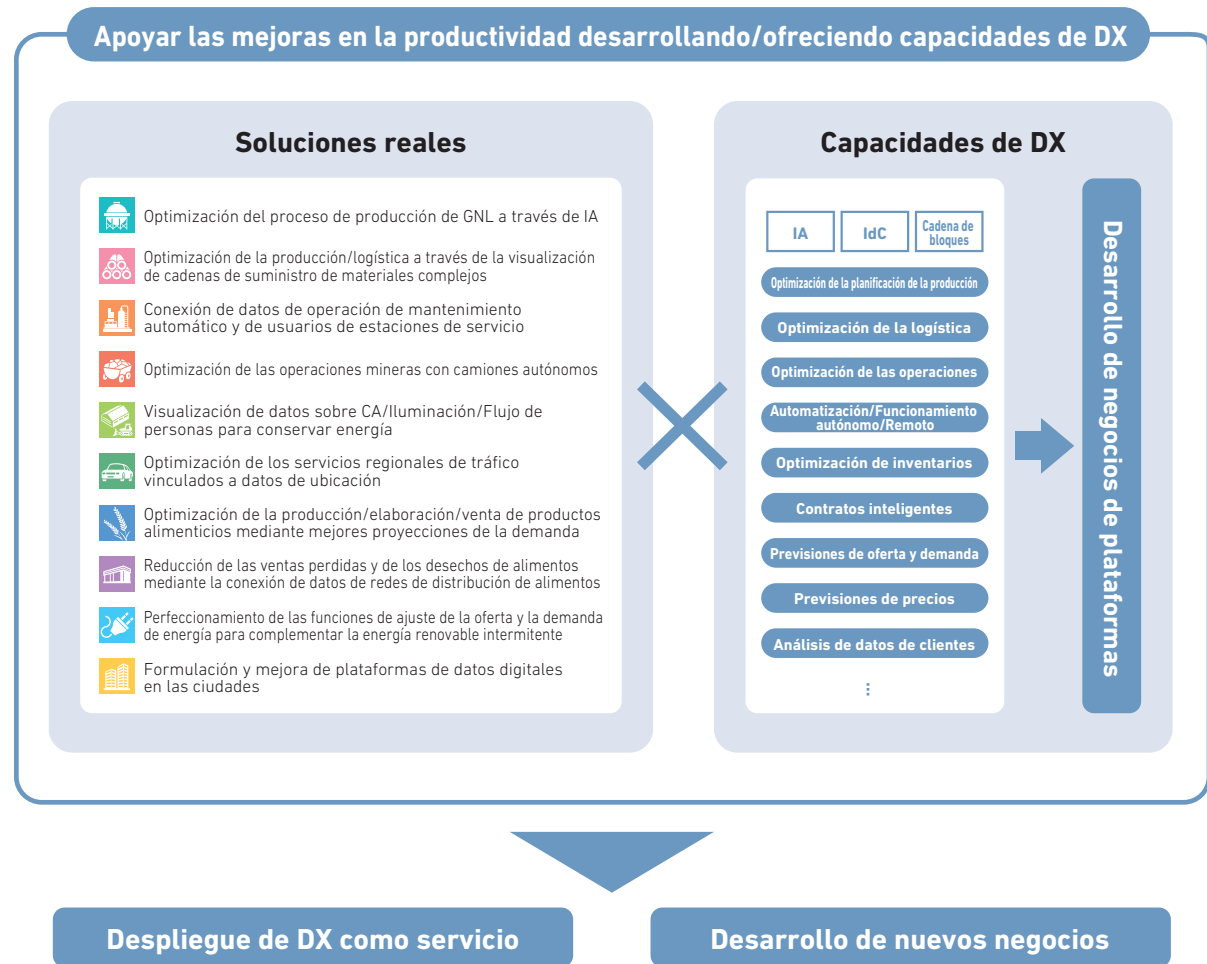 Apoyar las mejoras en la productividad desarrollando/ofreciendo capacidades de DX
Soluciones reales
Optimización del proceso de producción de GNL a través de IA
Optimización de la producción/logística a través de la visualización
de cadenas de suministro de materiales complejos
Conexión de datos de operación de mantenimiento
automático y de usuarios de estaciones de servicio
Optimización de las operaciones mineras con camiones autónomos
Visualización de datos sobre CA/Iluminación/Flujo de
personas para conservar energía
Optimización de los servicios regionales de tráfico
vinculados a datos de ubicación
Optimización de la producción/elaboración/venta de productos
alimenticios mediante mejores proyecciones de la demanda
Reducción de las ventas perdidas y de los desechos de alimentos
mediante la conexión de datos de redes de distribución de alimentos
Perfeccionamiento de las funciones de ajuste de la oferta y la demanda
de energía para complementar la energía renovable intermitente
Formulación y mejora de plataformas de datos digitales
en las ciudades
Capacidades de DX
IA
IdC
Cadena de
bloques
Optimización de la planificación de la producción
Optimización de la logística
Optimización de las operaciones
Automatización/Funcionamiento
autónomo/Remoto
Optimización de inventarios
Contratos inteligentes
Previsiones de oferta y demanda
Previsiones de precios
Análisis de datos de clientes
⋮
Desarrollo de negocios de plataformas
Despliegue de DX como servicio
Desarrollo de nuevos negocios